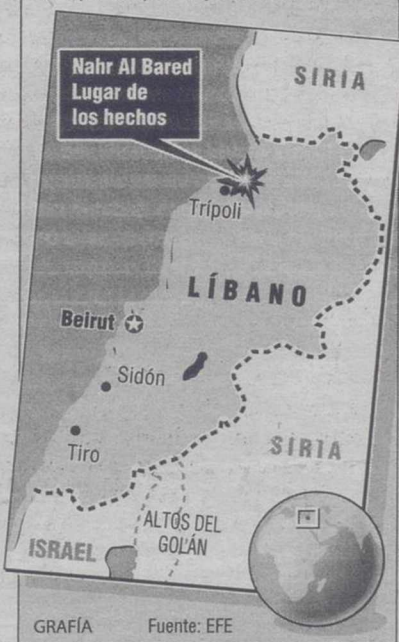 Nahr Al Bared
Lugar de
los hechos
SIRIA
Trípoli
LÍBANO
Beirut
Sidón
Tiro
SIRIA
ALTOS DEL
GOLÁN
ISRAEL
GRAFÍA
Fuente: EFE